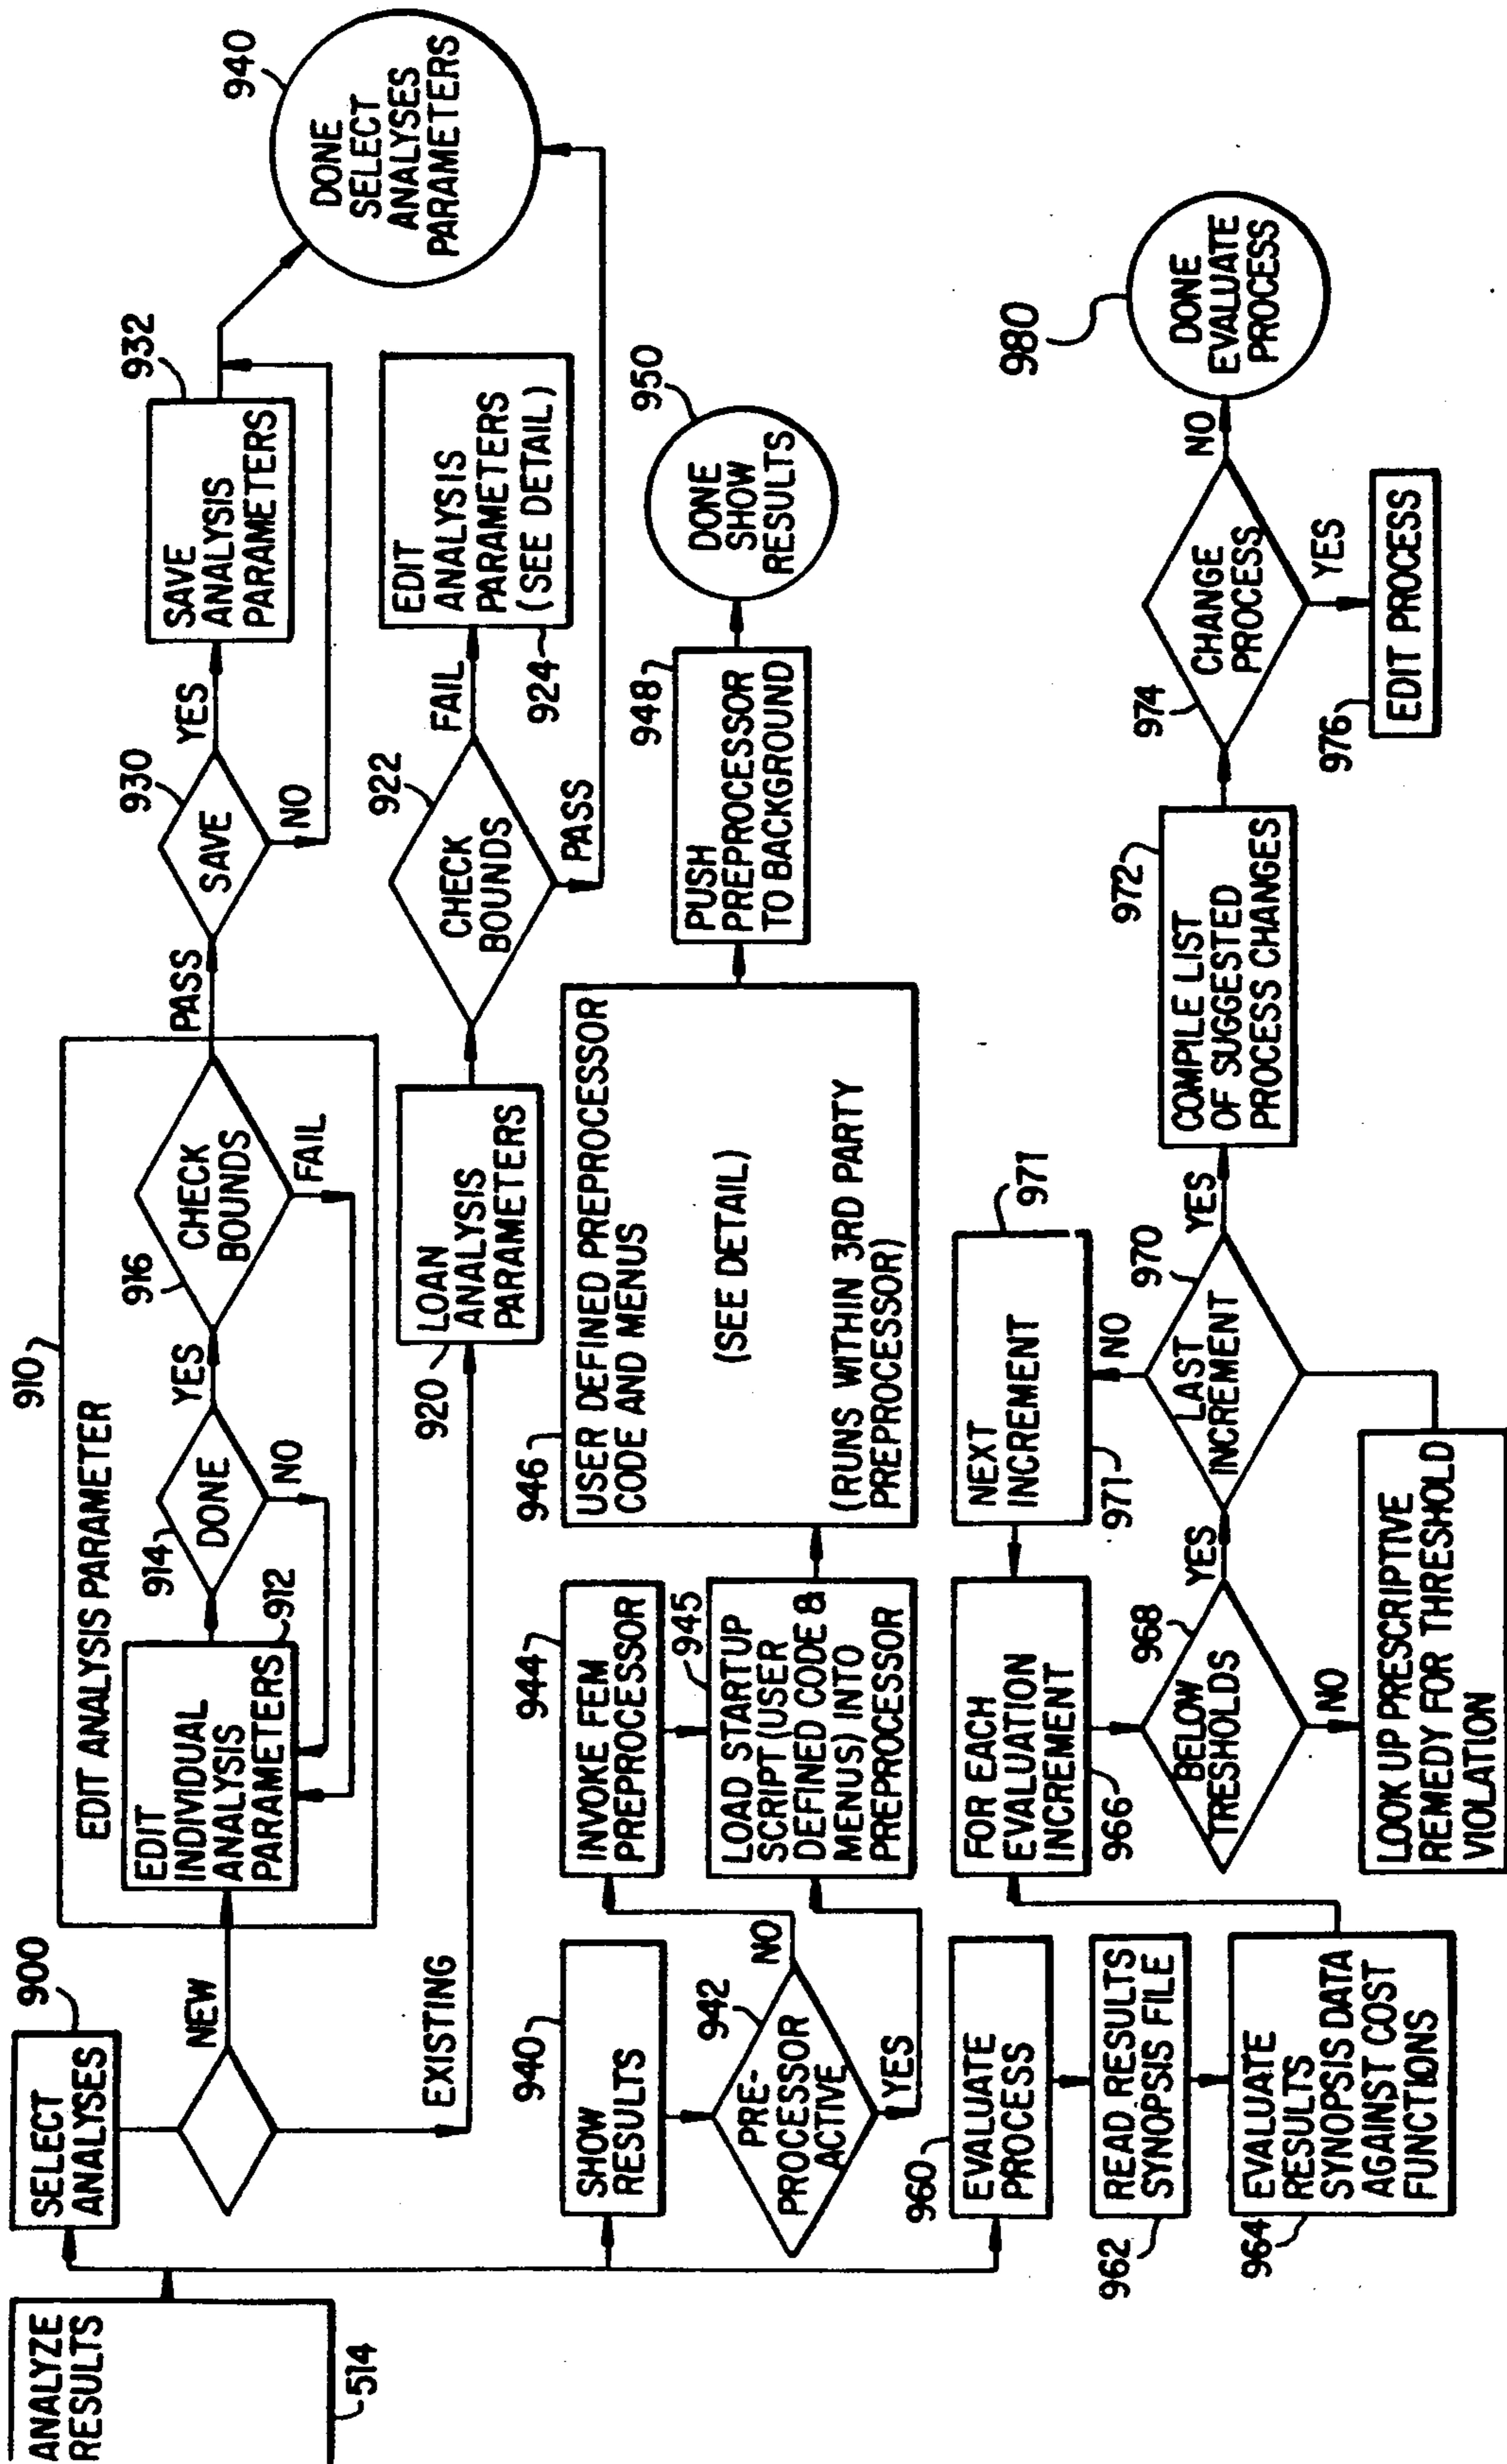 ANALYZE
RESULTS
514
SELECT
ANALYSES
900
NEW
EXISTING
910
EDIT ANALYSIS PARAMETER
EDIT
INDIVIDUAL
ANALYSIS
PARAMETERS
912
914
DONE
YES
NO
916
CHECK
BOUNDS
FAIL
PASS
930
SAVE
YES
NO
932
SAVE
ANALYSIS
PARAMETERS
940
DONE
SELECT
ANALYSES
PARAMETERS
920
LOAN
ANALYSIS
PARAMETERS
922
CHECK
BOUNDS
FAIL
PASS
924
EDIT
ANALYSIS
PARAMETERS
(SEE DETAIL)
940
SHOW
RESULTS
942
PRE-
PROCESSOR
ACTIVE
NO
YES
944
INVOKE FEM
PREPROCESSOR
945
LOAD STARTUP
SCRIPT (USER
DEFINED CODE &
MENUS) INTO
PREPROCESSOR
946
USER DEFINED PREPROCESSOR
CODE AND MENUS
(SEE DETAIL)
(RUNS WITHIN 3RD PARTY
PREPROCESSOR)
948
PUSH
PREPROCESSOR
TO BACKGROUND
950
DONE
SHOW
RESULTS
960
EVALUATE
PROCESS
962
READ RESULTS
SYNOPSIS FILE
964
EVALUATE
RESULTS
SYNOPSIS DATA
AGAINST COST
FUNCTIONS
FOR EACH
EVALUATION
INCREMENT
966
BELOW
TRESHOLDS
968
YES
NO
LOOK UP PRESCRIPTIVE
REMEDY FOR THRESHOLD
VIOLATION
NEXT
INCREMENT
971
971
970
LAST
INCREMENT
NO
YES
972
COMPILE LIST
OF SUGGESTED
PROCESS CHANGES
974
CHANGE
PROCESS
NO
YES
976
EDIT PROCESS
980
DONE
EVALUATE
PROCESS